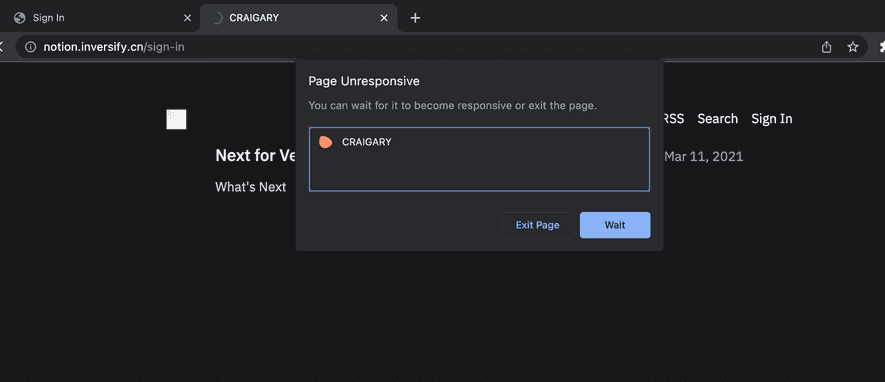 Sign In
CRAIGARY
notion.inversify.cn/sign-in
Page Unresponsive
You can wait for it to become responsive or exit the page.
CRAIGARY
Exit Page
Wait
RSS Search Sign In
Next for Ve
Mar 11, 2021
What's Next